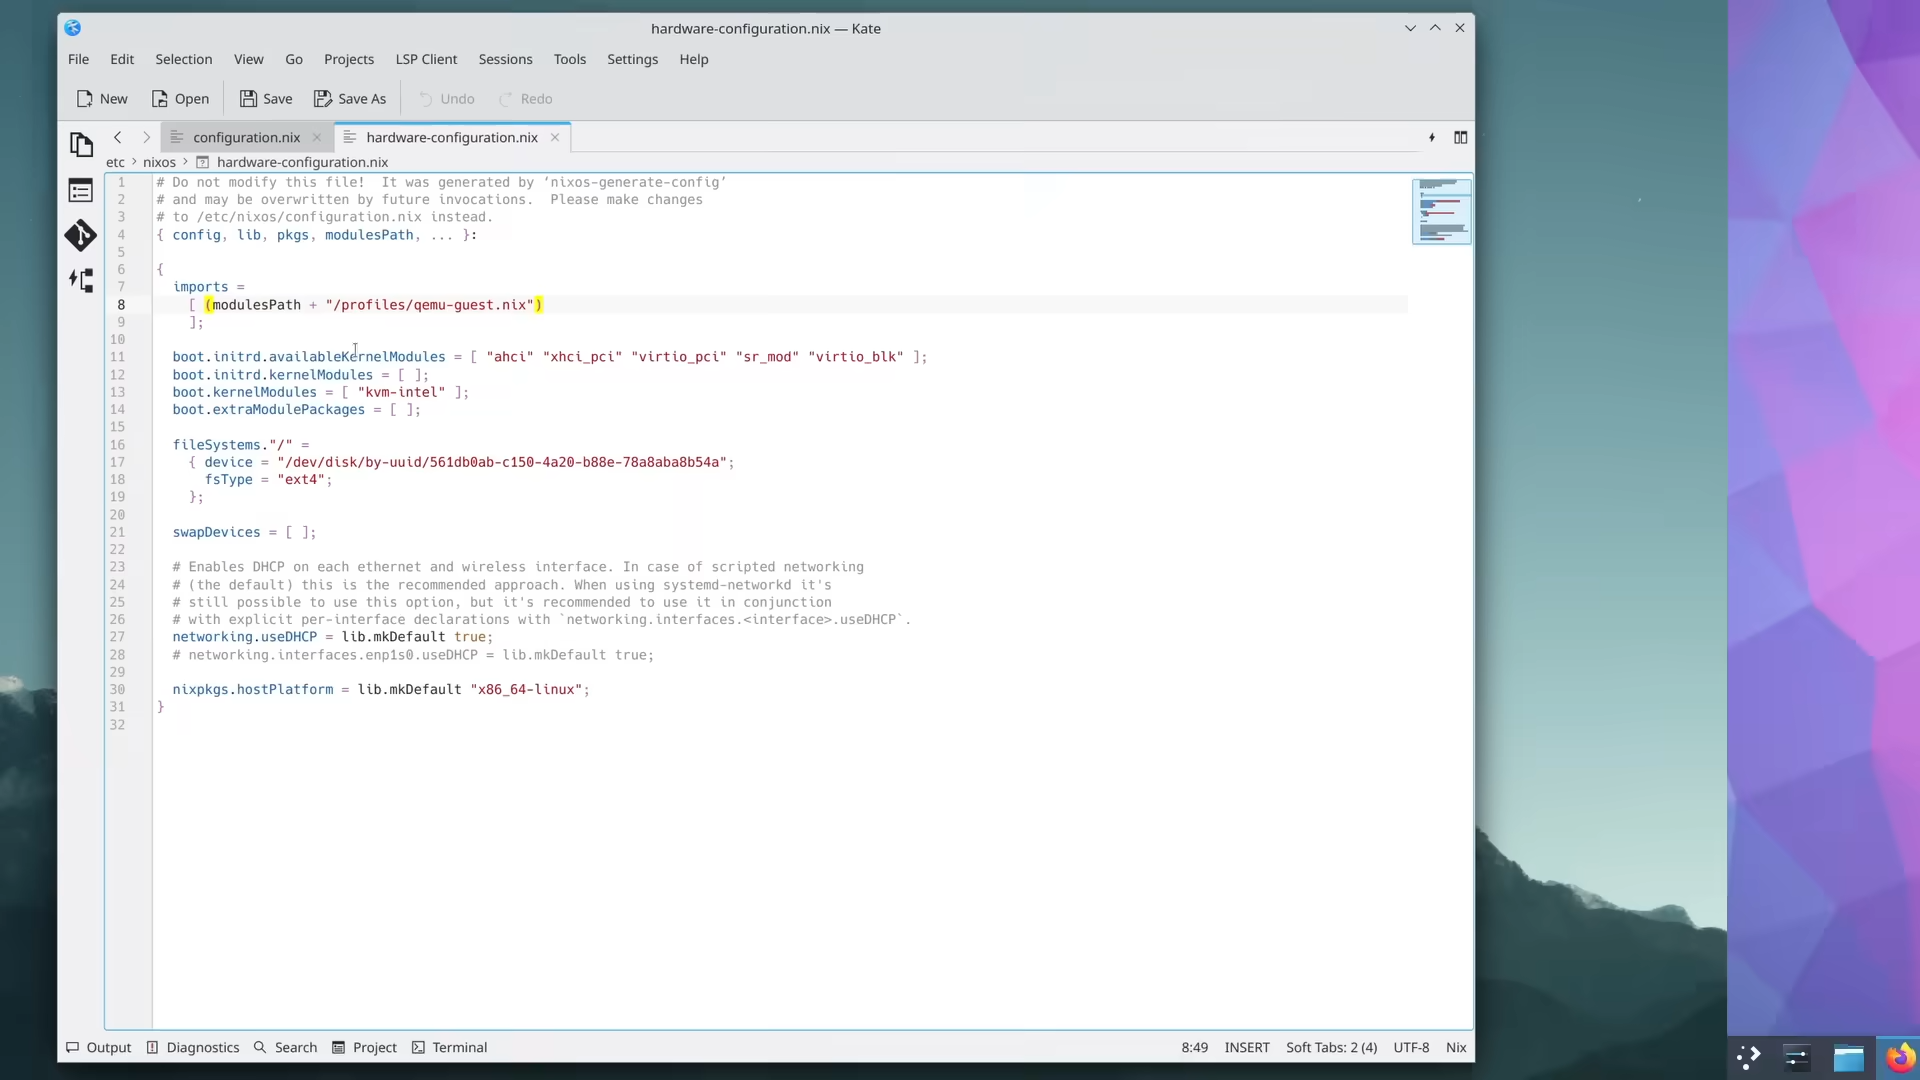 hardware-configuration.nix — Kate
File Edit Selection View Go Projects LSP Client Sessions Tools Settings Help
New Open Save Save As Undo Redo
configuration.nix hardware-configuration.nix
etc > nixos > hardware-configuration.nix
1 # Do not modify this file!  It was generated by ‘nixos-generate-config’
2 # and may be overwritten by future invocations.  Please make changes
3 # to /etc/nixos/configuration.nix instead.
4 { config, lib, pkgs, modulesPath, ... }:
5
6 {
7   imports =
8     [ (modulesPath + "/profiles/qemu-guest.nix")
9     ];
10
11   boot.initrd.availableKernelModules = [ "ahci" "xhci_pci" "virtio_pci" "sr_mod" "virtio_blk" ];
12   boot.initrd.kernelModules = [ ];
13   boot.kernelModules = [ "kvm-intel" ];
14   boot.extraModulePackages = [ ];
15
16   fileSystems."/" =
17     { device = "/dev/disk/by-uuid/561db0ab-c150-4a20-b88e-78a8aba8b54a";
18       fsType = "ext4";
19     };
20
21   swapDevices = [ ];
22
23   # Enables DHCP on each ethernet and wireless interface. In case of scripted networking
24   # (the default) this is the recommended approach. When using systemd-networkd it's
25   # still possible to use this option, but it's recommended to use it in conjunction
26   # with explicit per-interface declarations with `networking.interfaces.<interface>.useDHCP`.
27   networking.useDHCP = lib.mkDefault true;
28   # networking.interfaces.enp1s0.useDHCP = lib.mkDefault true;
29
30   nixpkgs.hostPlatform = lib.mkDefault "x86_64-linux";
31 }
32
Output Diagnostics Search Project Terminal 8:49 INSERT Soft Tabs: 2 (4) UTF-8 Nix